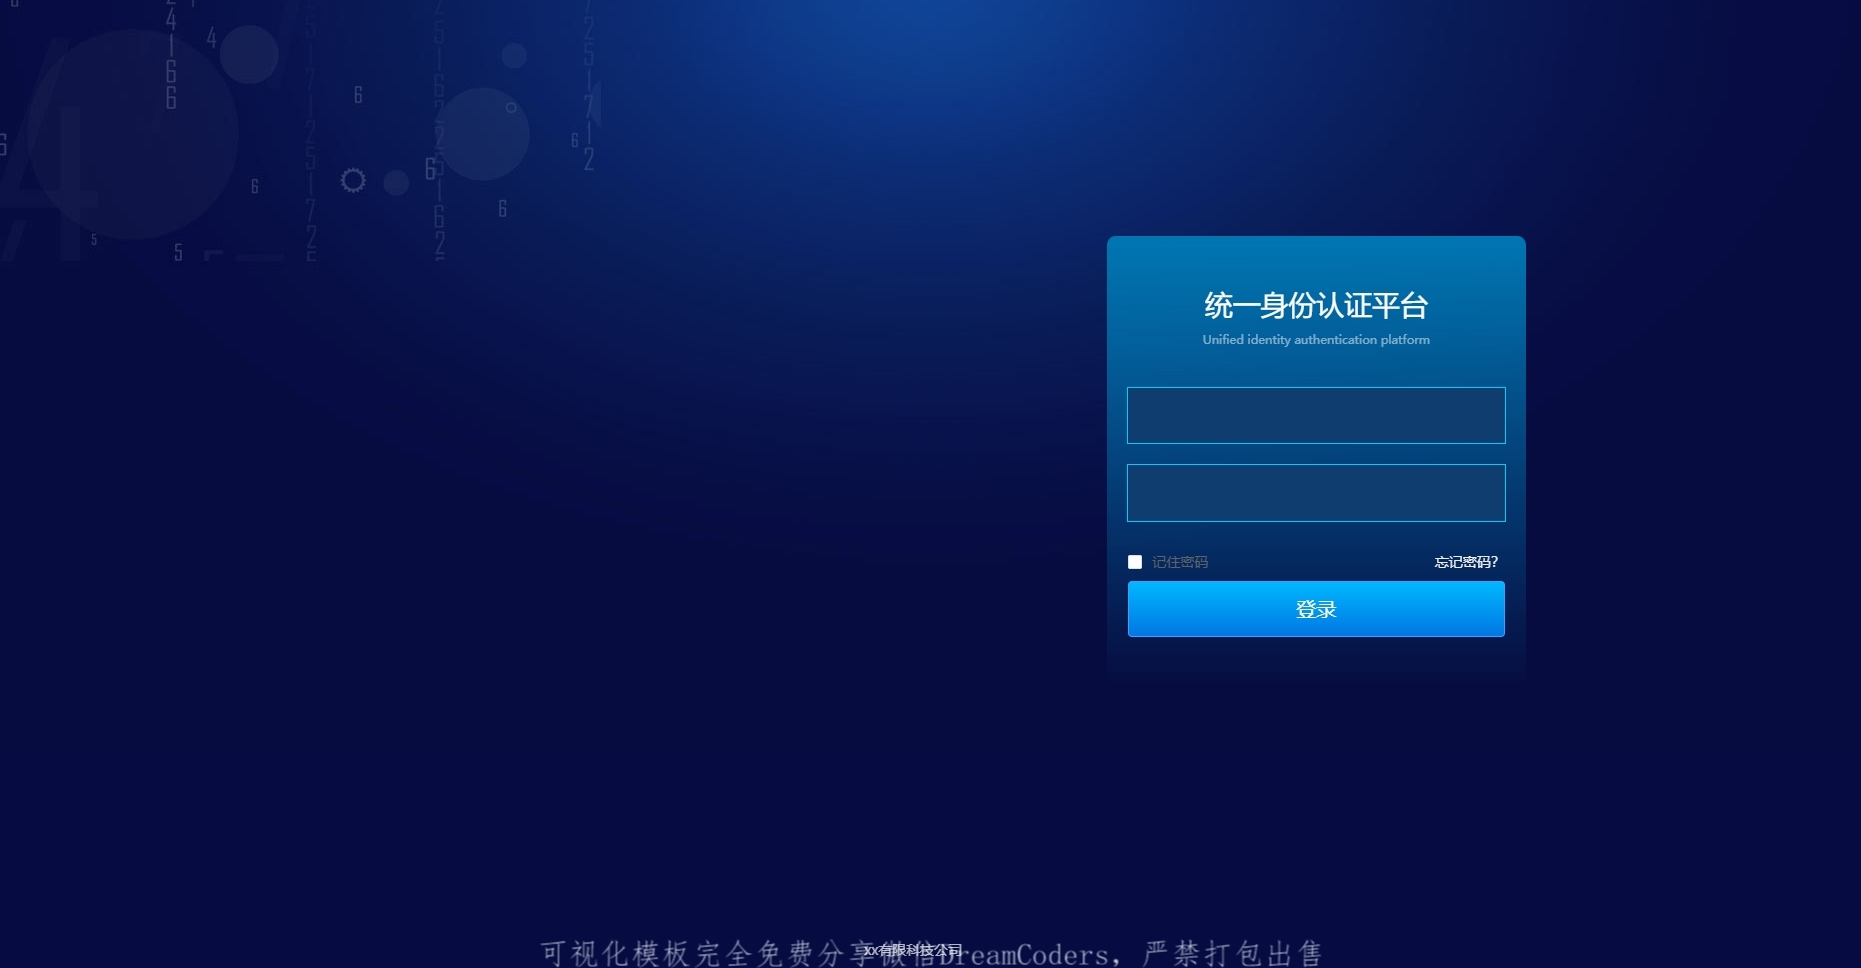 统一身份认证平台
Unified identity authentication platform
记住密码
忘记密码?
登录
xx有限科技公司
可视化模板完全免费分享微信DreamCoders，严禁打包出售